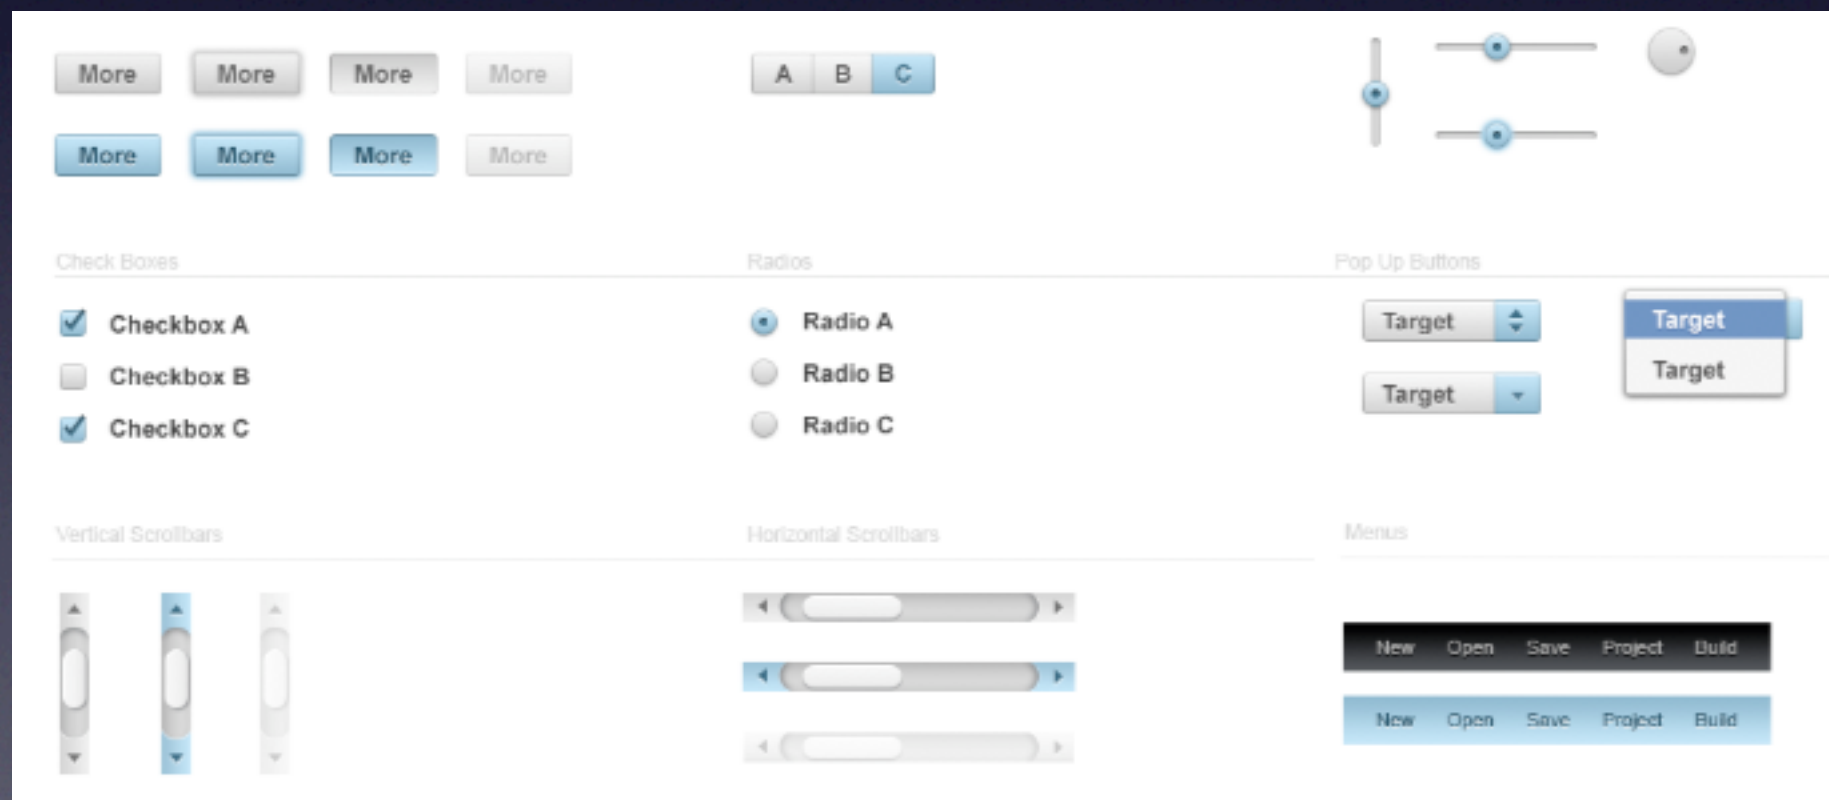 More More More More A B C
More More More More
Check Boxes Radios Pop Up Buttons
Checkbox A Radio A Target Target
Checkbox B Radio B Target
Checkbox C Radio C Target
Vertical Scrollbars Horizontal Scrollbars Menus
New Open Save Project Build
New Open Save Project Build